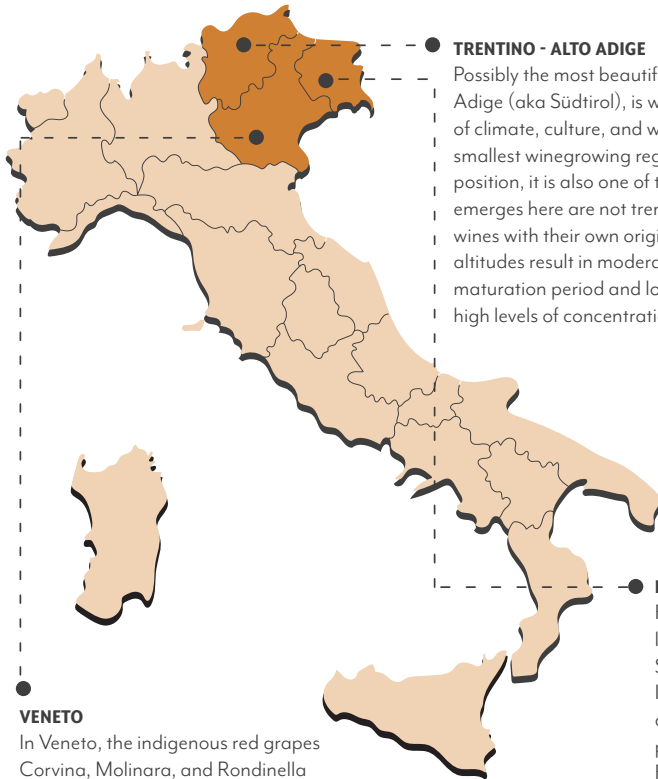 TRENTINO - ALTO ADIGE
Possibly the most beautif
Adige (aka Südtirol), is w
of climate, culture, and w
smallest winegrowing reg
position, it is also one of t
emerges here are not tren
wines with their own origi
altitudes result in modera
maturation period and lo
high levels of concentrati
VENETO
In Veneto, the indigenous red grapes
Corvina, Molinara, and Rondinella